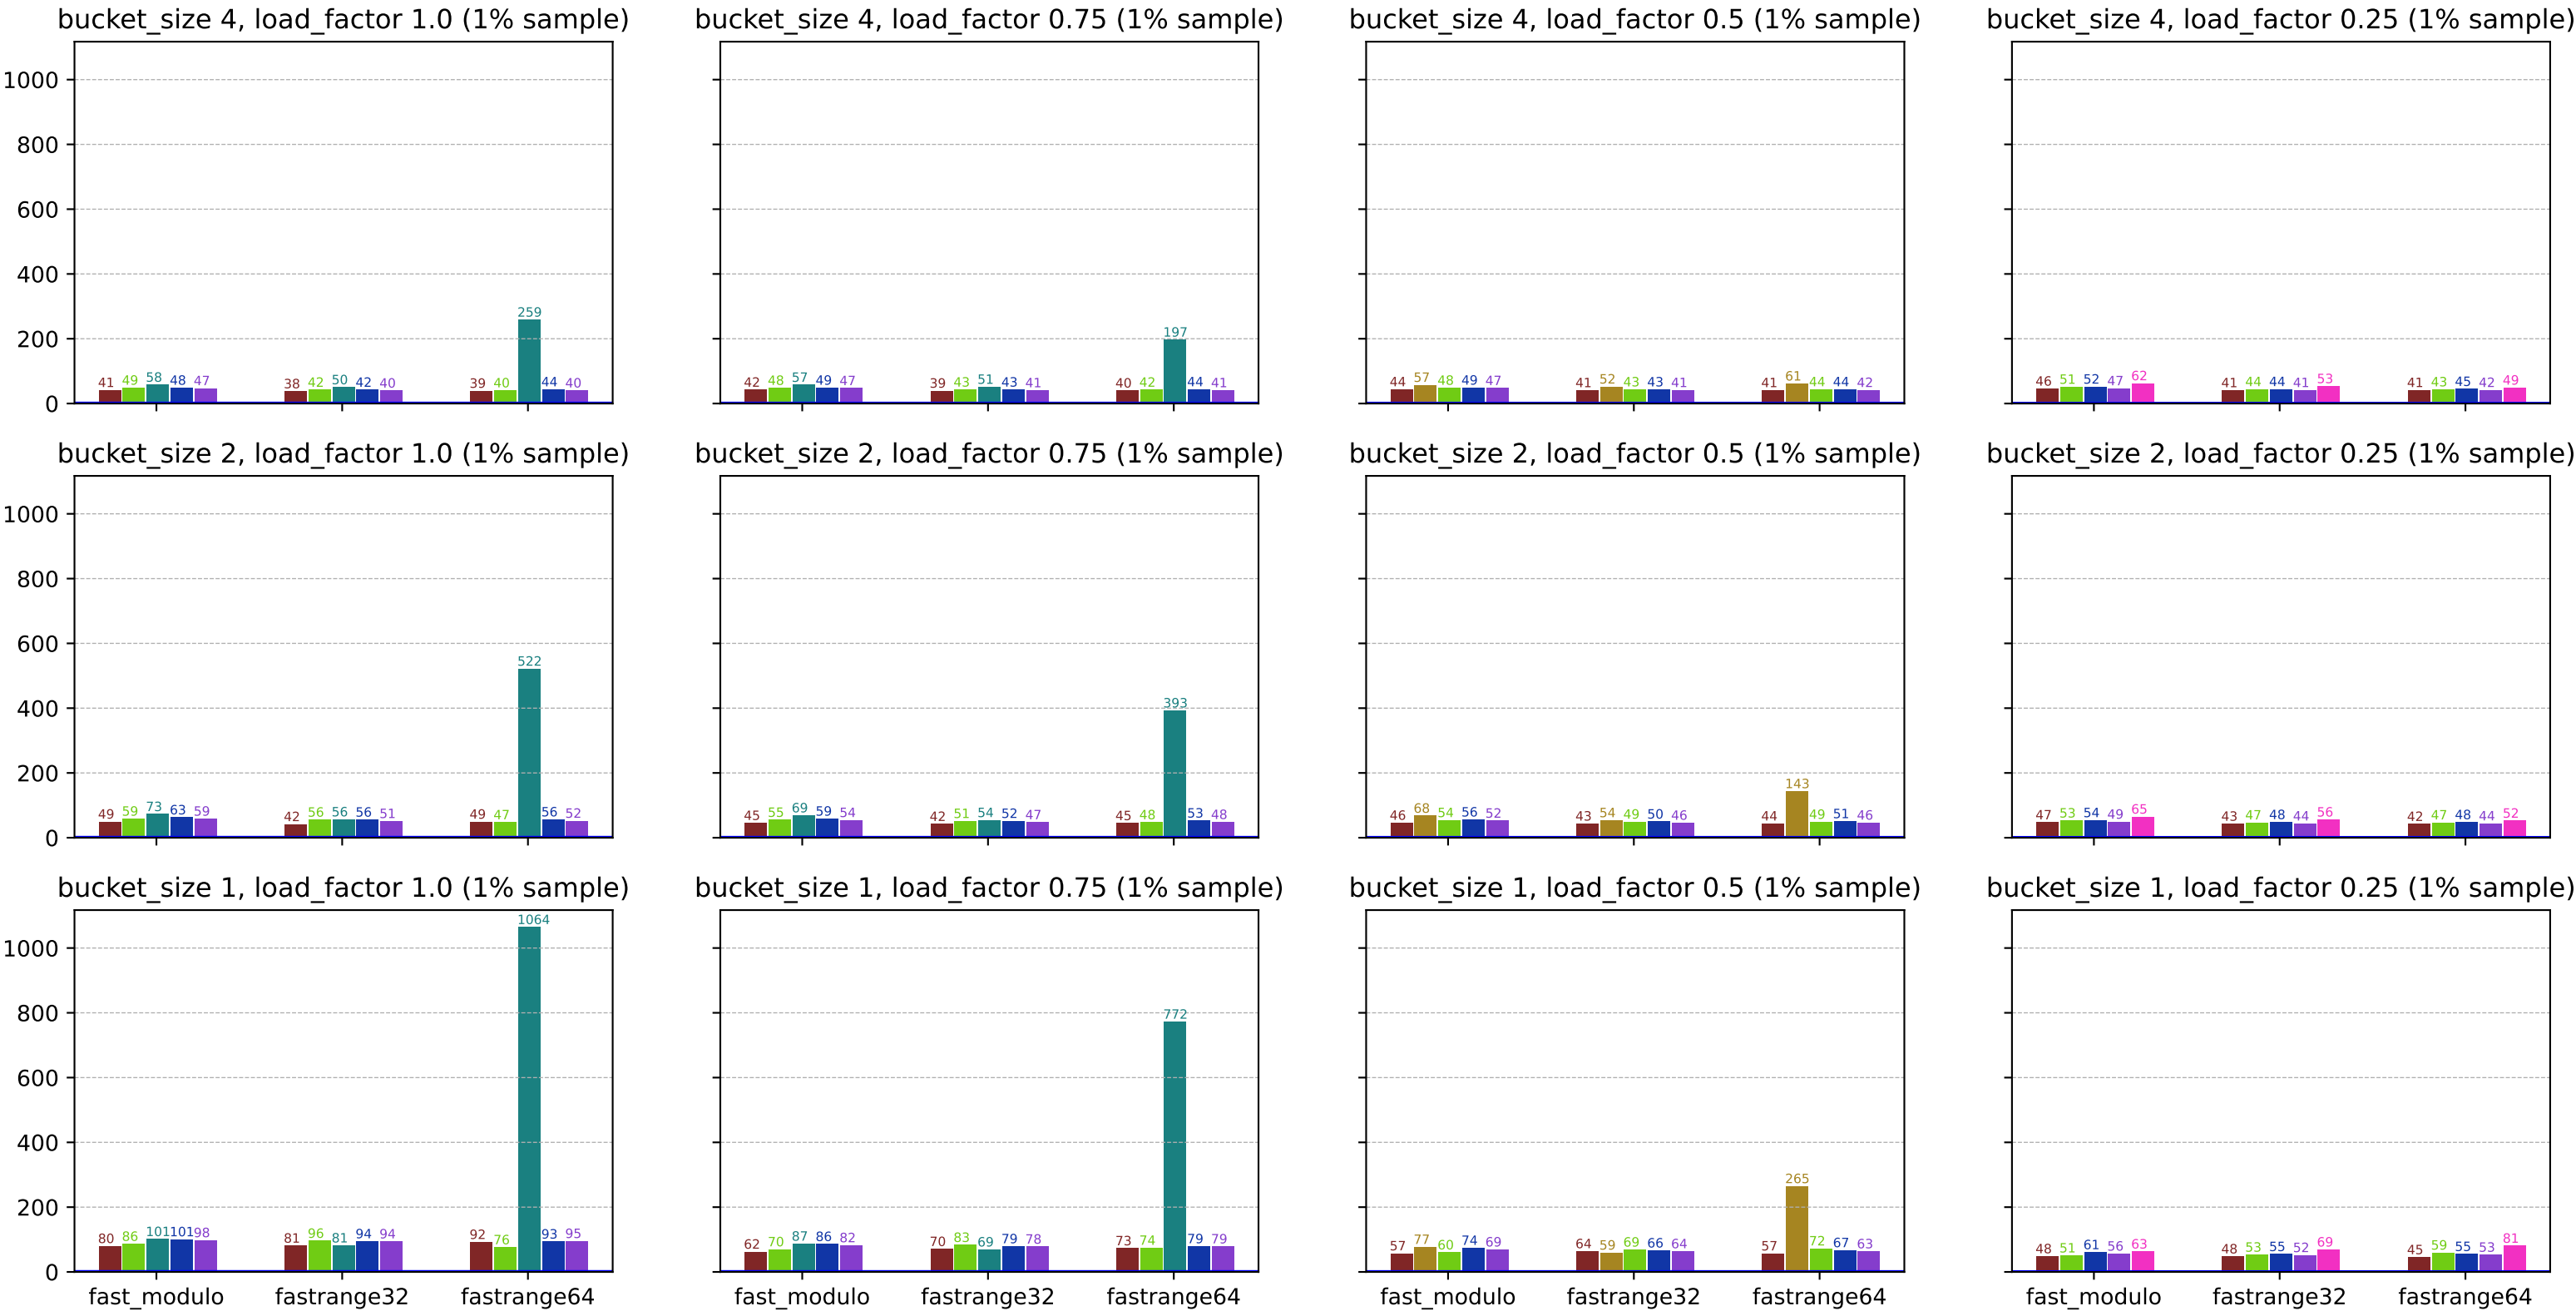 bucket_size 4, load_factor 1.0 (1% sample)
1000
800
600
400
200
0
41 49 58 48 47
38 42 50 42 40
39 40 259 44 40
bucket_size 4, load_factor 0.75 (1% sample)
42 48 57 49 47
39 43 51 43 41
40 42 197 44 41
bucket_size 4, load_factor 0.5 (1% sample)
44 57 48 49 47
41 52 43 43 41
41 61 44 44 42
bucket_size 4, load_factor 0.25 (1% sample)
46 51 52 47 62
41 44 44 41 53
41 43 45 42 49
bucket_size 2, load_factor 1.0 (1% sample)
1000
800
600
400
200
0
49 59 73 63 59
42 56 56 56 51
49 47 522 56 52
bucket_size 2, load_factor 0.75 (1% sample)
45 55 69 59 54
42 51 54 52 47
45 48 393 53 48
bucket_size 2, load_factor 0.5 (1% sample)
46 68 54 56 52
43 54 49 50 46
44 143 49 51 46
bucket_size 2, load_factor 0.25 (1% sample)
47 53 54 49 65
43 47 48 44 56
42 47 48 44 52
bucket_size 1, load_factor 1.0 (1% sample)
1000
800
600
400
200
0
80 86 101 101 98
81 96 81 94 94
92 76 1064 93 95
fast_modulo fastrange32 fastrange64
bucket_size 1, load_factor 0.75 (1% sample)
62 70 87 86 82
70 83 69 79 78
73 74 772 79 79
fast_modulo fastrange32 fastrange64
bucket_size 1, load_factor 0.5 (1% sample)
57 77 60 74 69
64 59 69 66 64
57 265 72 67 63
fast_modulo fastrange32 fastrange64
bucket_size 1, load_factor 0.25 (1% sample)
48 51 61 56 63
48 53 55 52 69
45 59 55 53 81
fast_modulo fastrange32 fastrange64